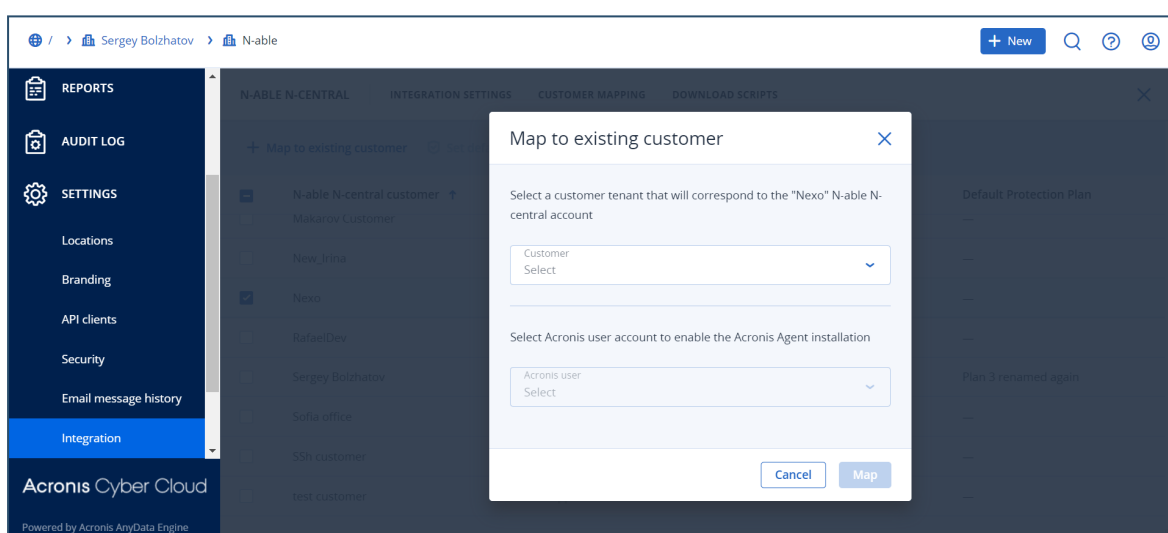 / > Sergey Bolzhatov > N-able
+ New
REPORTS
AUDIT LOG
SETTINGS
Locations
Branding
API clients
Security
Email message history
Integration
Acronis Cyber Cloud
Powered by Acronis AnyData Engine
N-ABLE N-CENTRAL INTEGRATION SETTINGS CUSTOMER MAPPING DOWNLOAD SCRIPTS
+ Map to existing customer
N-able N-central customer ↑ Default Protection Plan
Makarov Customer —
New_Irina —
Nexo —
RafaelDev —
Sergey Bolzhatov Plan 3 renamed again
Sofia office —
SSh customer —
test customer —
Map to existing customer
Select a customer tenant that will correspond to the "Nexo" N-able N-
central account
Customer
Select
Select Acronis user account to enable the Acronis Agent installation
Acronis user
Select
Cancel Map